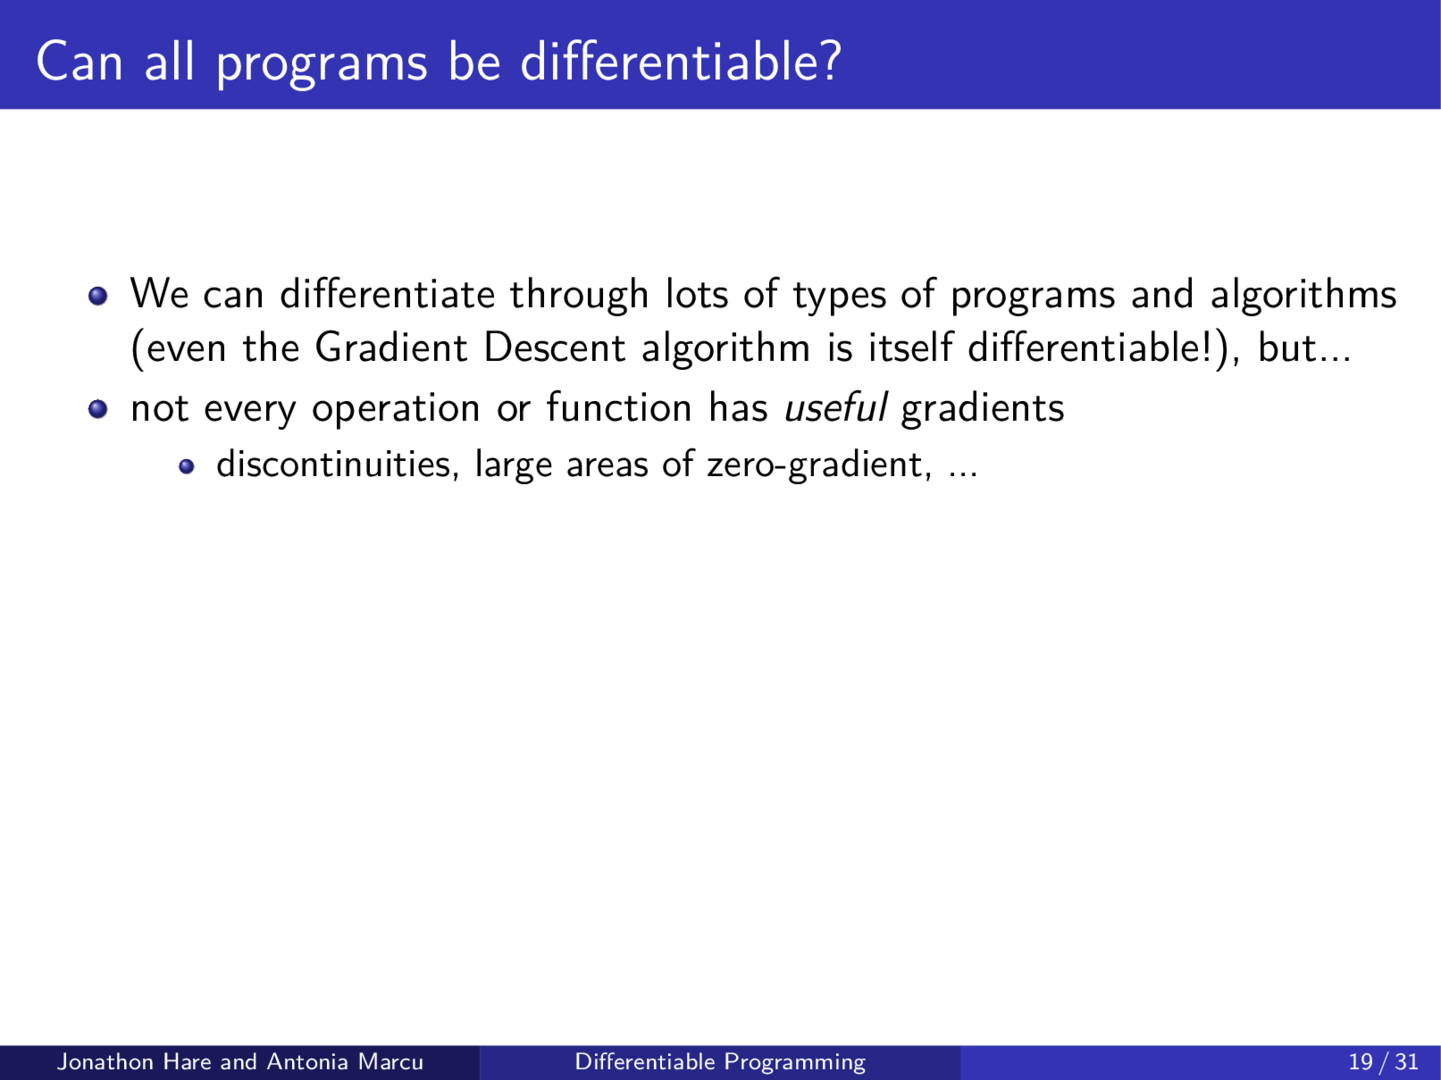 Can all programs be differentiable?
We can differentiate through lots of types of programs and algorithms
(even the Gradient Descent algorithm is itself differentiable!), but...
not every operation or function has useful gradients
discontinuities, large areas of zero-gradient, ...
Jonathon Hare and Antonia Marcu
Differentiable Programming
19 / 31